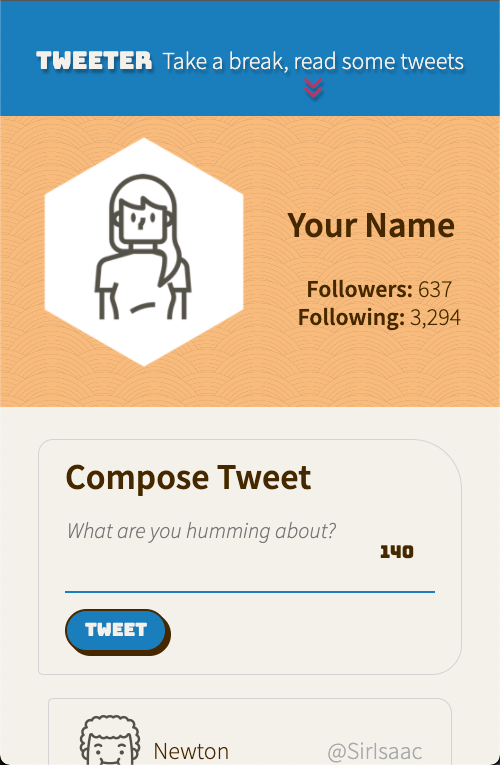 TWEETER Take a break, read some tweets
Your Name
Followers: 637
Following: 3,294
Compose Tweet
What are you humming about?
140
TWEET
Newton @SirIsaac